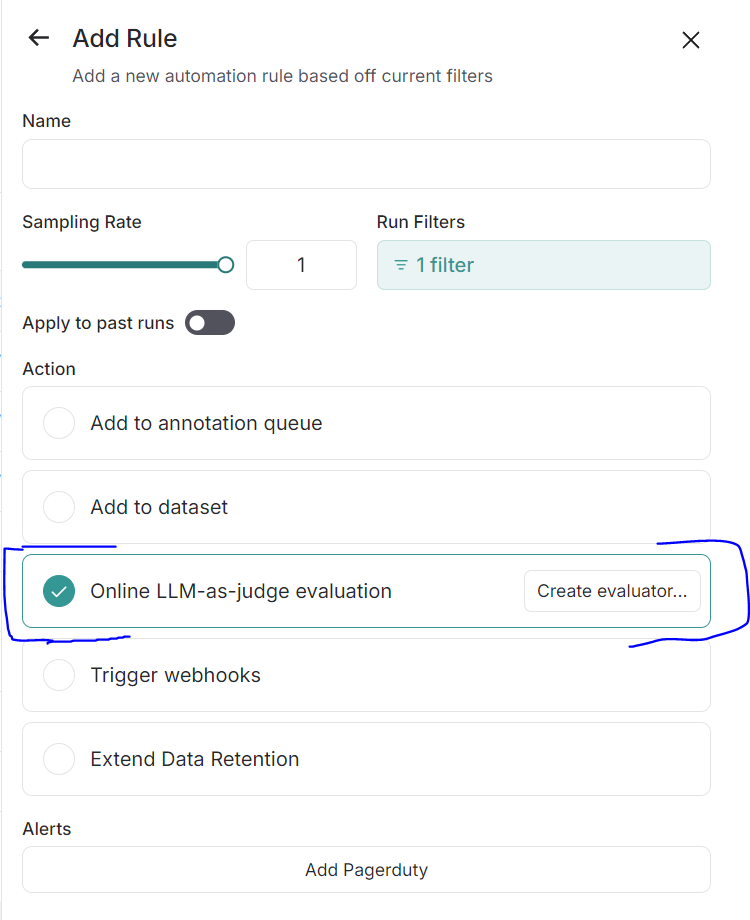 Add Rule
Add a new automation rule based off current filters
Name
Sampling Rate
Run Filters
1
1 filter
Apply to past runs
Action
Add to annotation queue
Add to dataset
Online LLM-as-judge evaluation
Create evaluator...
Trigger webhooks
Extend Data Retention
Alerts
Add Pagerduty